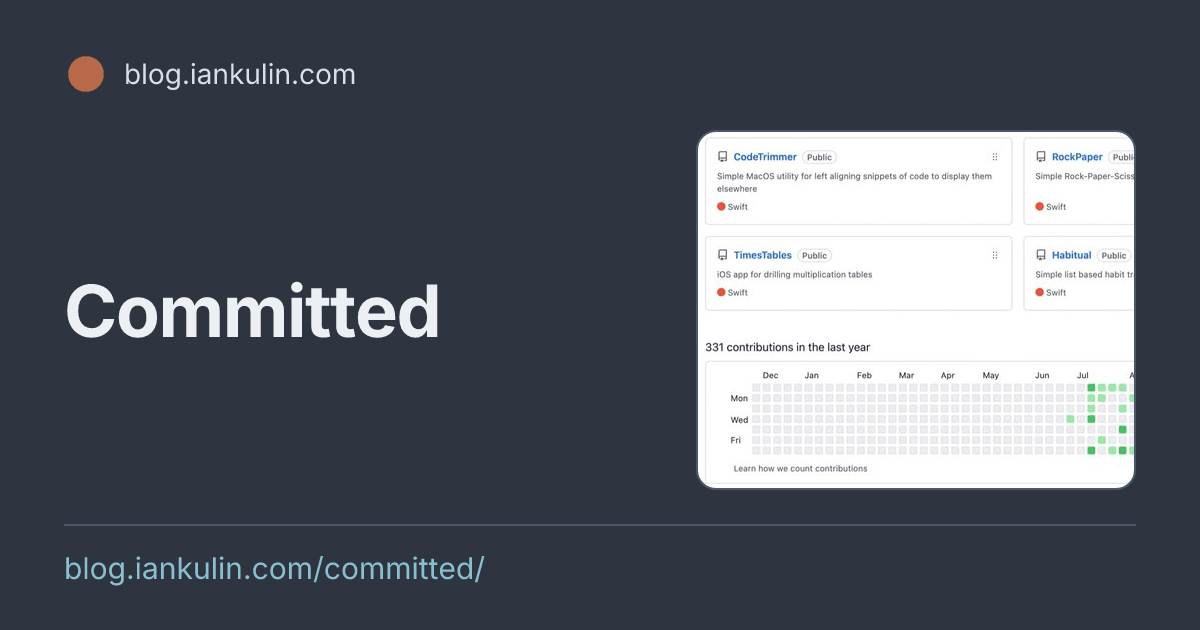 blog.iankulin.com
Committed
CodeTrimmer Public
Simple MacOS utility for left aligning snippets of code to display them
elsewhere
Swift
RockPaper
Simple Rock-Paper-
Swift
TimesTables Public
iOS app for drilling multiplication tables
Swift
Habitual Public
Simple list based habit
Swift
331 contributions in the last year
Dec Jan Feb Mar Apr May Jun Jul
Mon
Wed
Fri
Learn how we count contributions
blog.iankulin.com/committed/